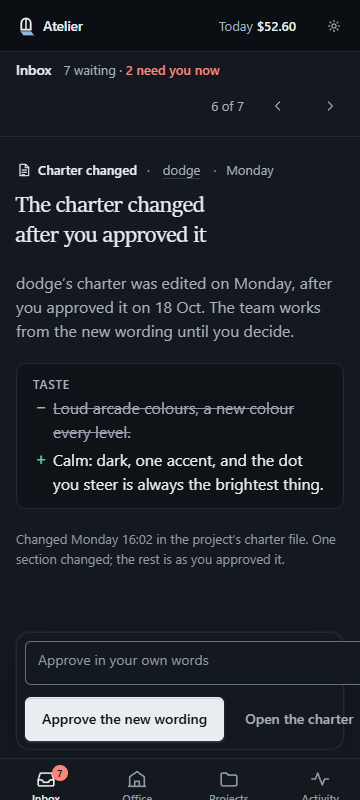 Atelier
Today $52.60
Inbox 7 waiting · 2 need you now
6 of 7
Charter changed · dodge · Monday
The charter changed
after you approved it
dodge’s charter was edited on Monday, after
you approved it on 18 Oct. The team works
from the new wording until you decide.
TASTE
− Loud arcade colours, a new colour
every level.
+ Calm: dark, one accent, and the dot
you steer is always the brightest thing.
Changed Monday 16:02 in the project’s charter file. One
section changed; the rest is as you approved it.
Approve in your own words
Approve the new wording
Open the charter
7
Inbox Office Projects Activity